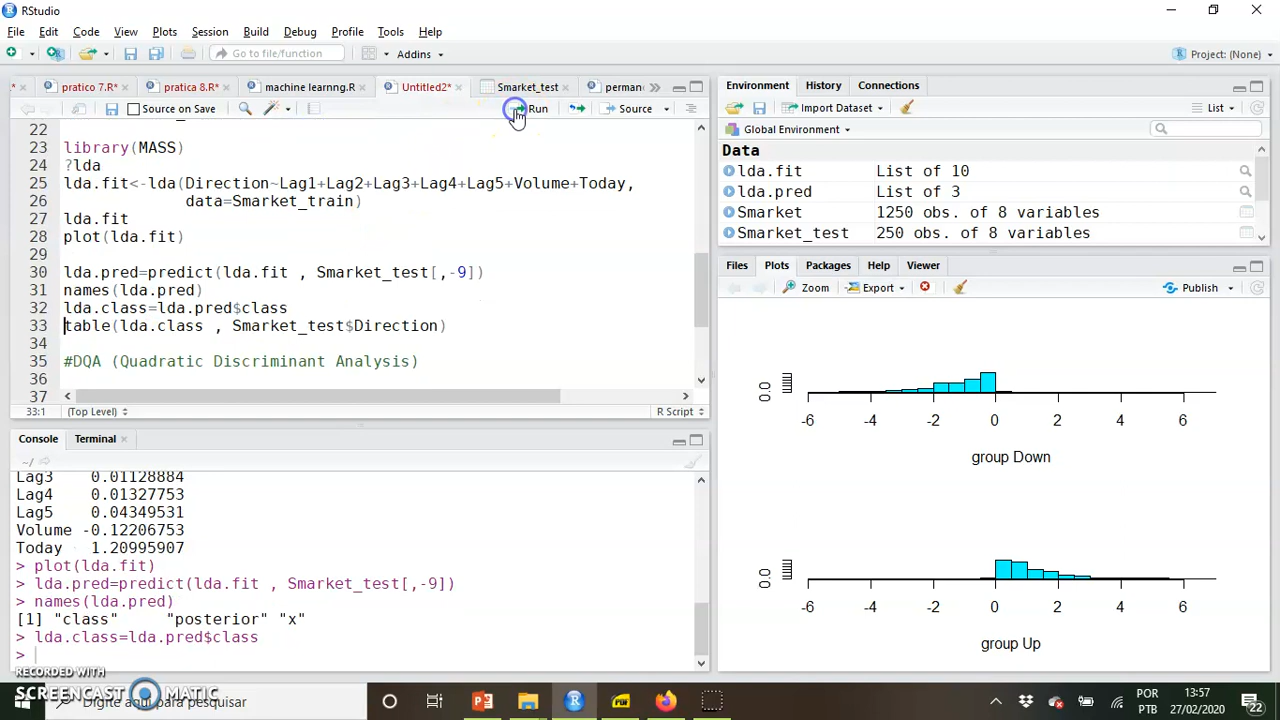 RStudio
File Edit Code View Plots Session Build Debug Profile Tools Help
Go to file/function Addins Project: (None)
pratico 7.R* pratica 8.R* machine learnng.R Untitled2* Smarket_test perman
Source on Save Run Source
22
23 library(MASS)
24 ?lda
25 lda.fit<-lda(Direction~Lag1+Lag2+Lag3+Lag4+Lag5+Volume+Today,
26 data=Smarket_train)
27 lda.fit
28 plot(lda.fit)
29
30 lda.pred=predict(lda.fit , Smarket_test[,-9])
31 names(lda.pred)
32 lda.class=lda.pred$class
33 table(lda.class , Smarket_test$Direction)
34
35 #DQA (Quadratic Discriminant Analysis)
36
37
33:1 (Top Level) R Script
Console Terminal
~/
Lag3 0.01128884
Lag4 0.01327753
Lag5 0.04349531
Volume -0.12206753
Today 1.20995907
> plot(lda.fit)
> lda.pred=predict(lda.fit , Smarket_test[,-9])
> names(lda.pred)
[1] "class" "posterior" "x"
> lda.class=lda.pred$class
>
Environment History Connections
Import Dataset List
Global Environment
Data
lda.fit List of 10
lda.pred List of 3
Smarket 1250 obs. of 8 variables
Smarket_test 250 obs. of 8 variables
Files Plots Packages Help Viewer
Zoom Export Publish
0.0
-6 -4 -2 0 2 4 6
group Down
0.0
-6 -4 -2 0 2 4 6
group Up
RECORDED WITH
SCREENCAST MATIC
Digite aqui para pesquisar
POR
PTB
13:57
27/02/2020
22